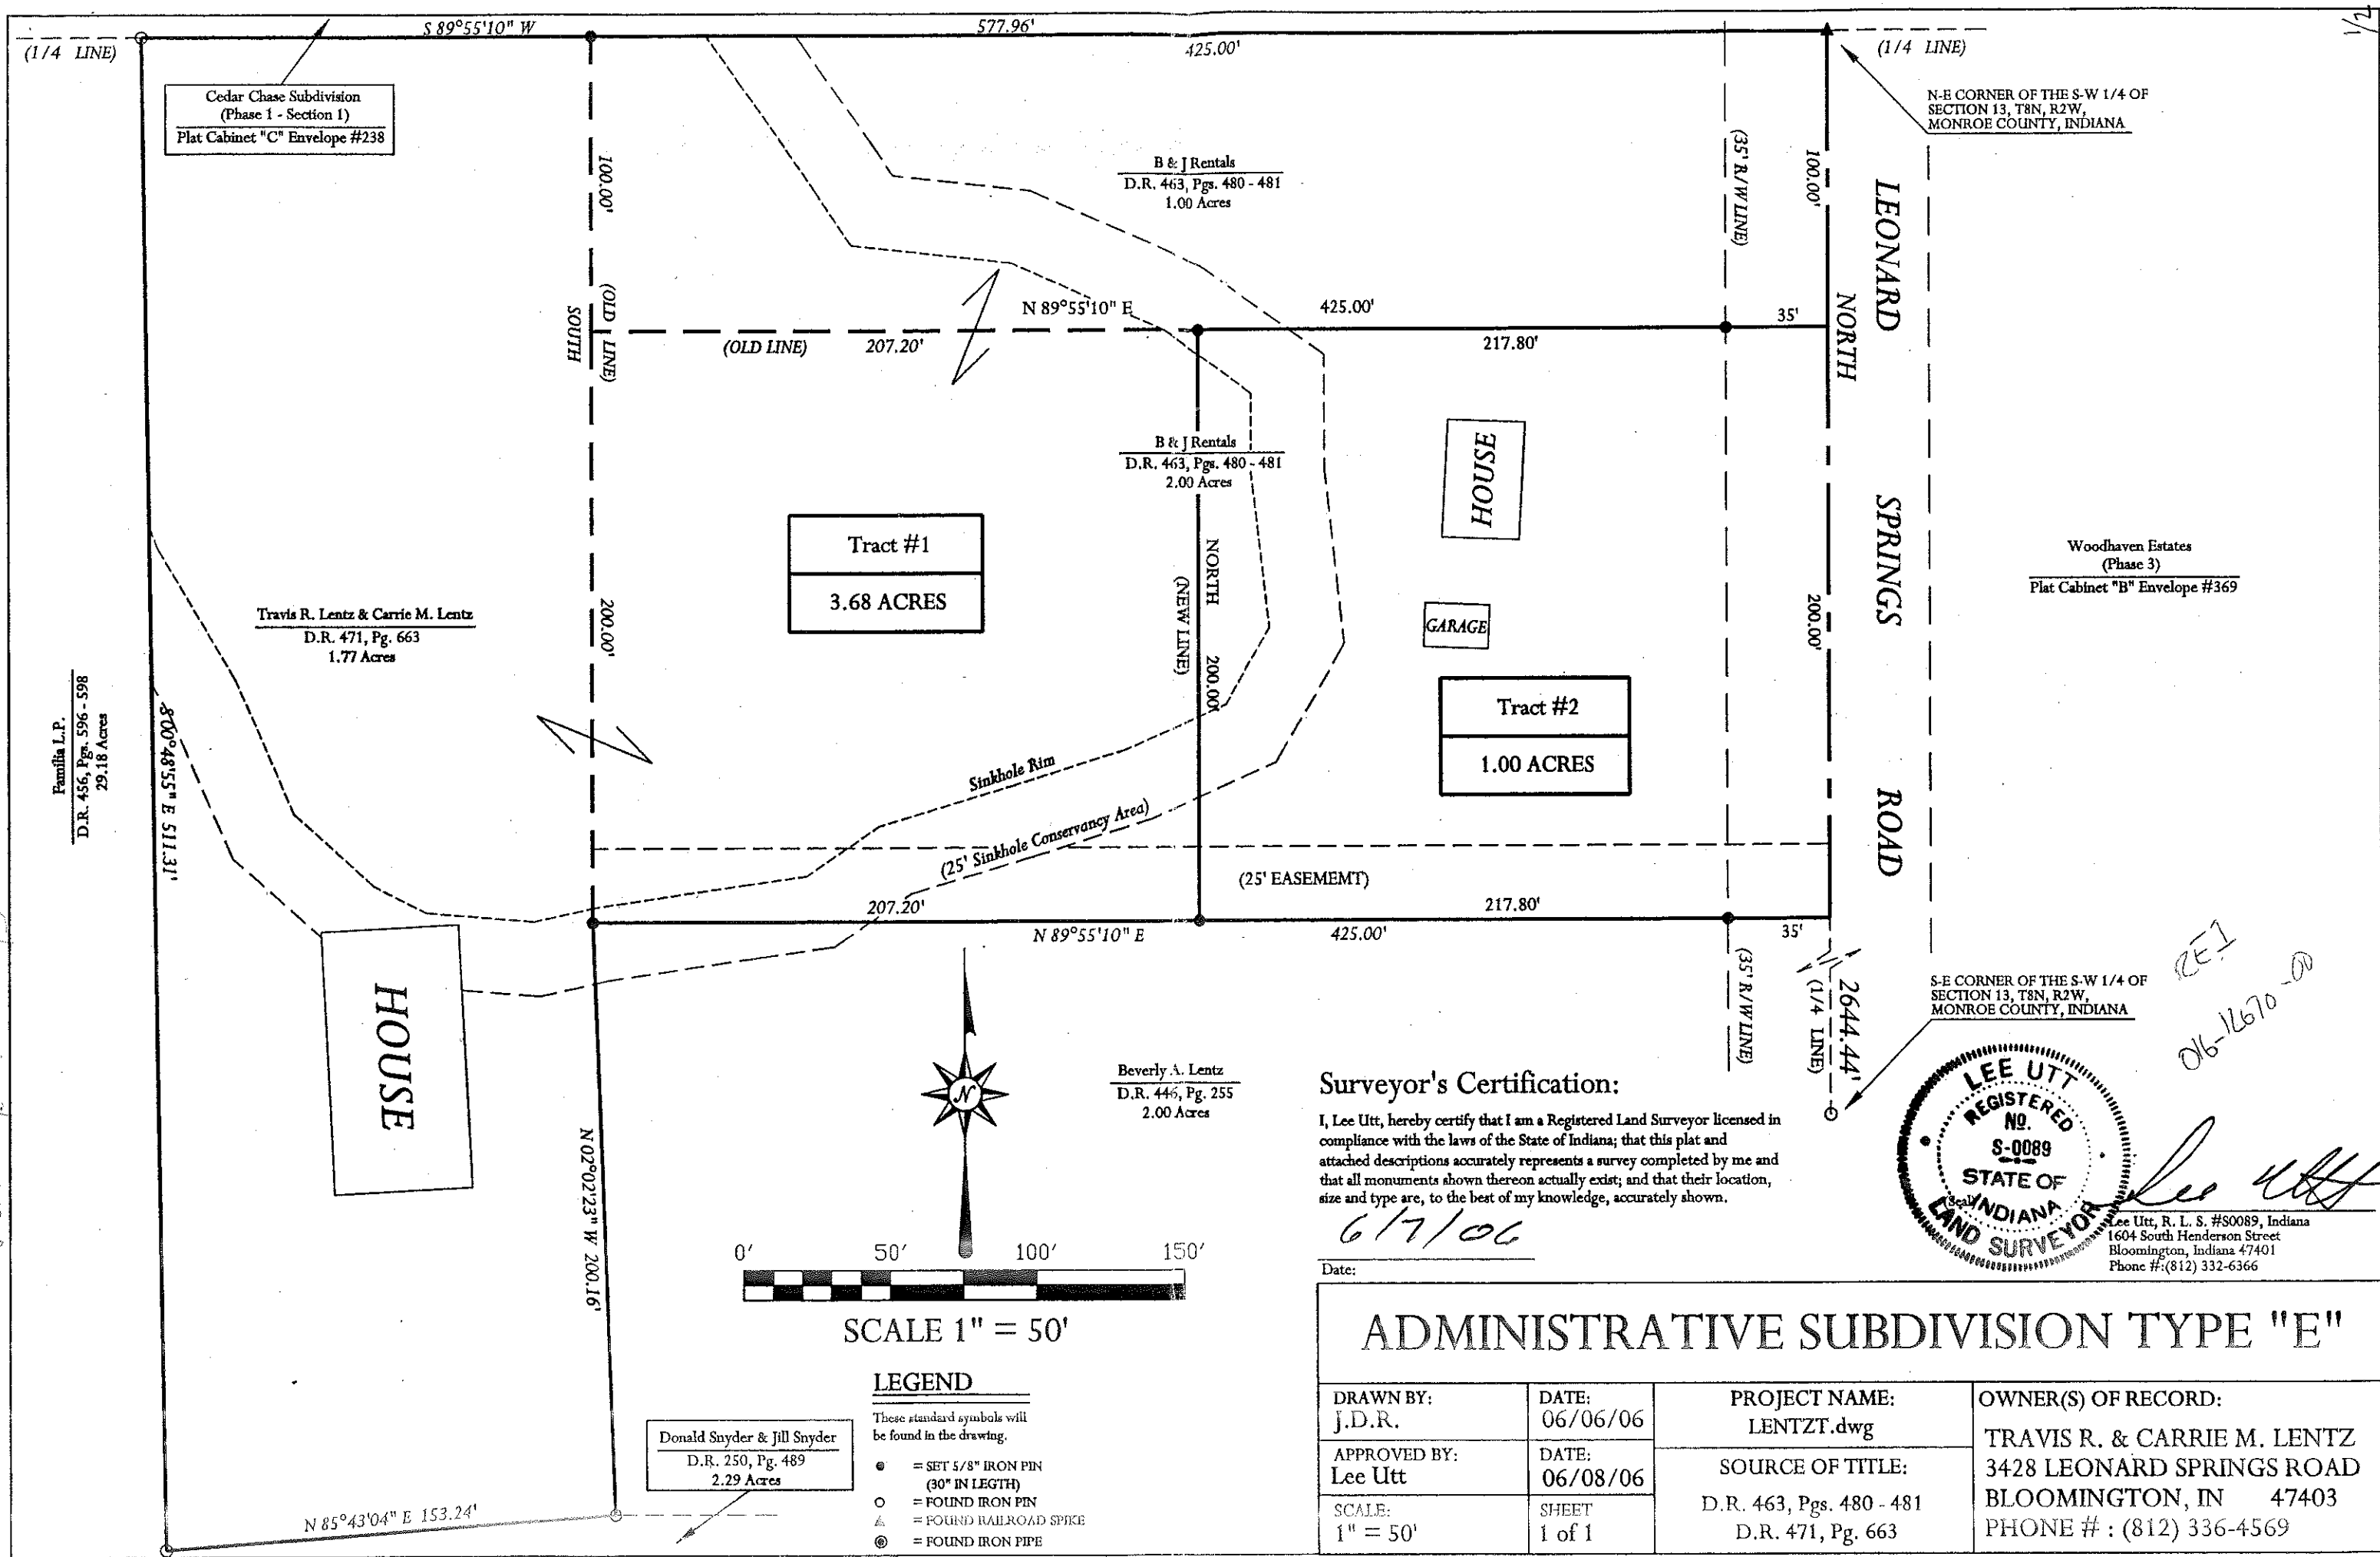 S 89°55'10" W
577.96'
425.00'
1/2
(1/4 LINE)
(1/4 LINE)
Cedar Chase Subdivision
(Phase 1 - Section 1)
Plat Cabinet "C" Envelope #238
N-E CORNER OF THE S-W 1/4 OF
SECTION 13, T8N, R2W,
MONROE COUNTY, INDIANA
B & J Rentals
D.R. 463, Pgs. 480 - 481
1.00 Acres
100.00'
(OLD LINE)
SOUTH
200.00'
(35' R/W LINE)
100.00'
NORTH
200.00'
LEONARD SPRINGS ROAD
N 89°55'10" E
425.00'
35'
(OLD LINE)
207.20'
217.80'
B & J Rentals
D.R. 463, Pgs. 480 - 481
2.00 Acres
HOUSE
NORTH 200.00'
(NEW LINE)
Tract #1
3.68 ACRES
GARAGE
Woodhaven Estates
(Phase 3)
Plat Cabinet "B" Envelope #369
Travis R. Lentz & Carrie M. Lentz
D.R. 471, Pg. 663
1.77 Acres
Familia L.P.
D.R. 456, Pgs. 596 - 598
29.18 Acres
S 00°48'55" E 511.31'
Tract #2
1.00 ACRES
Sinkhole Rim
(25' Sinkhole Conservancy Area)
(25' EASEMEMT)
207.20'
217.80'
N 89°55'10" E
425.00'
35'
(35' R/W LINE)
2644.44'
(1/4 LINE)
S-E CORNER OF THE S-W 1/4 OF
SECTION 13, T8N, R2W,
MONROE COUNTY, INDIANA
RE1
016-12670-00
HOUSE
N 02°02'23" W 200.16'
N
Beverly A. Lentz
D.R. 446, Pg. 255
2.00 Acres
Surveyor's Certification:
I, Lee Utt, hereby certify that I am a Registered Land Surveyor licensed in
compliance with the laws of the State of Indiana; that this plat and
attached descriptions accurately represents a survey completed by me and
that all monuments shown thereon actually exist; and that their location,
size and type are, to the best of my knowledge, accurately shown.
6/7/06
Date:
LEE UTT
REGISTERED
NO.
S-0089
STATE OF
(Seal)
INDIANA
LAND SURVEYOR
Lee Utt
Lee Utt, R. L. S. #S0089, Indiana
1604 South Henderson Street
Bloomington, Indiana 47401
Phone #:(812) 332-6366
0' 50' 100' 150'
SCALE 1" = 50'
LEGEND
These standard symbols will
be found in the drawing.
= SET 5/8" IRON PIN
(30" IN LEGTH)
= FOUND IRON PIN
= FOUND RAILROAD SPIKE
= FOUND IRON PIPE
Donald Snyder & Jill Snyder
D.R. 250, Pg. 489
2.29 Acres
N 85°43'04" E 153.24'
ADMINISTRATIVE SUBDIVISION TYPE "E"
DRAWN BY:
J.D.R.
DATE:
06/06/06
APPROVED BY:
Lee Utt
DATE:
06/08/06
SCALE:
1" = 50'
SHEET
1 of 1
PROJECT NAME:
LENTZT.dwg
SOURCE OF TITLE:
D.R. 463, Pgs. 480 - 481
D.R. 471, Pg. 663
OWNER(S) OF RECORD:
TRAVIS R. & CARRIE M. LENTZ
3428 LEONARD SPRINGS ROAD
BLOOMINGTON, IN 47403
PHONE # : (812) 336-4569